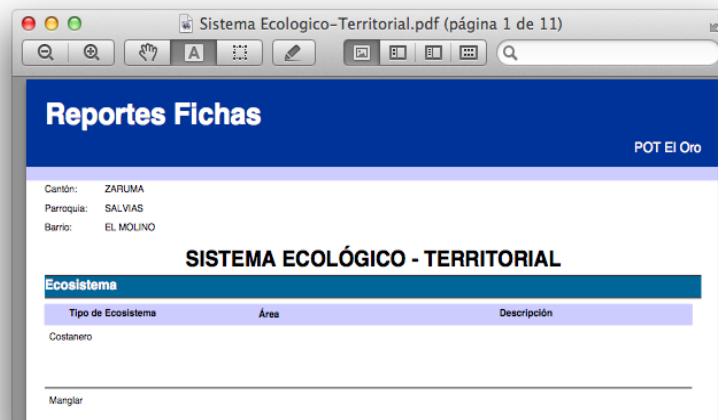 Sistema Ecologico-Territorial.pdf (página 1 de 11)
A
Reportes Fichas
POT El Oro
Cantón: ZARUMA
Parroquia: SALVIAS
Barrio: EL MOLINO
SISTEMA ECOLÓGICO - TERRITORIAL
Ecosistema
Tipo de Ecosistema Área Descripción
Costanero
Manglar